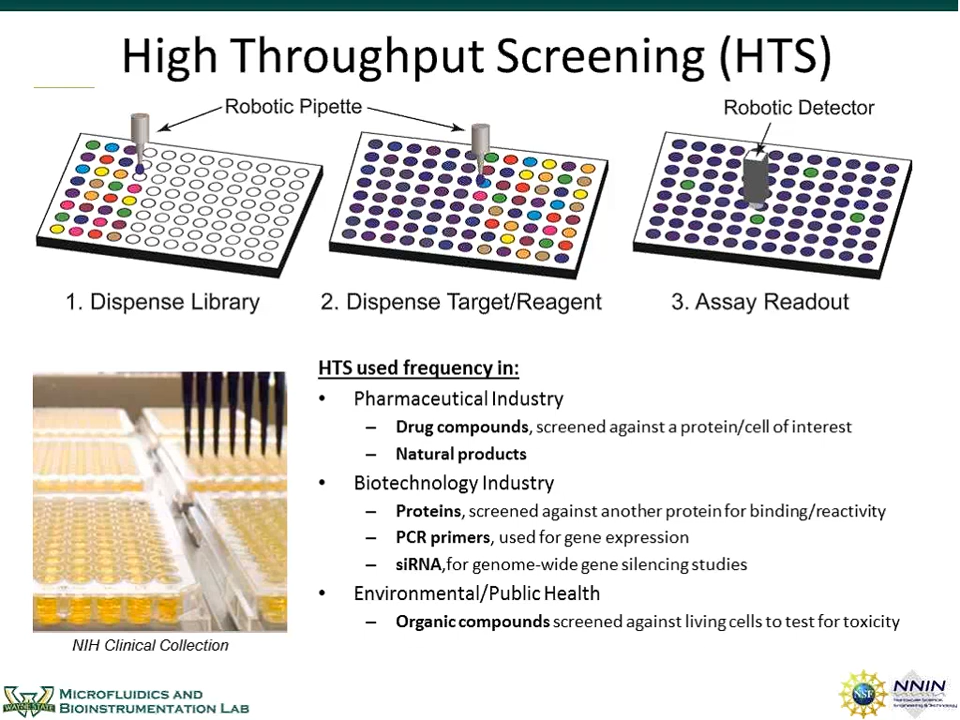 High Throughput Screening (HTS)
Robotic Pipette
Robotic Detector
1. Dispense Library
2. Dispense Target/Reagent
3. Assay Readout
HTS used frequency in:
• Pharmaceutical Industry
– Drug compounds, screened against a protein/cell of interest
– Natural products
• Biotechnology Industry
– Proteins, screened against another protein for binding/reactivity
– PCR primers, used for gene expression
– siRNA,for genome-wide gene silencing studies
• Environmental/Public Health
– Organic compounds screened against living cells to test for toxicity
NIH Clinical Collection
WAYNE STATE
MICROFLUIDICS AND
BIOINSTRUMENTATION LAB
NSF
NNIN